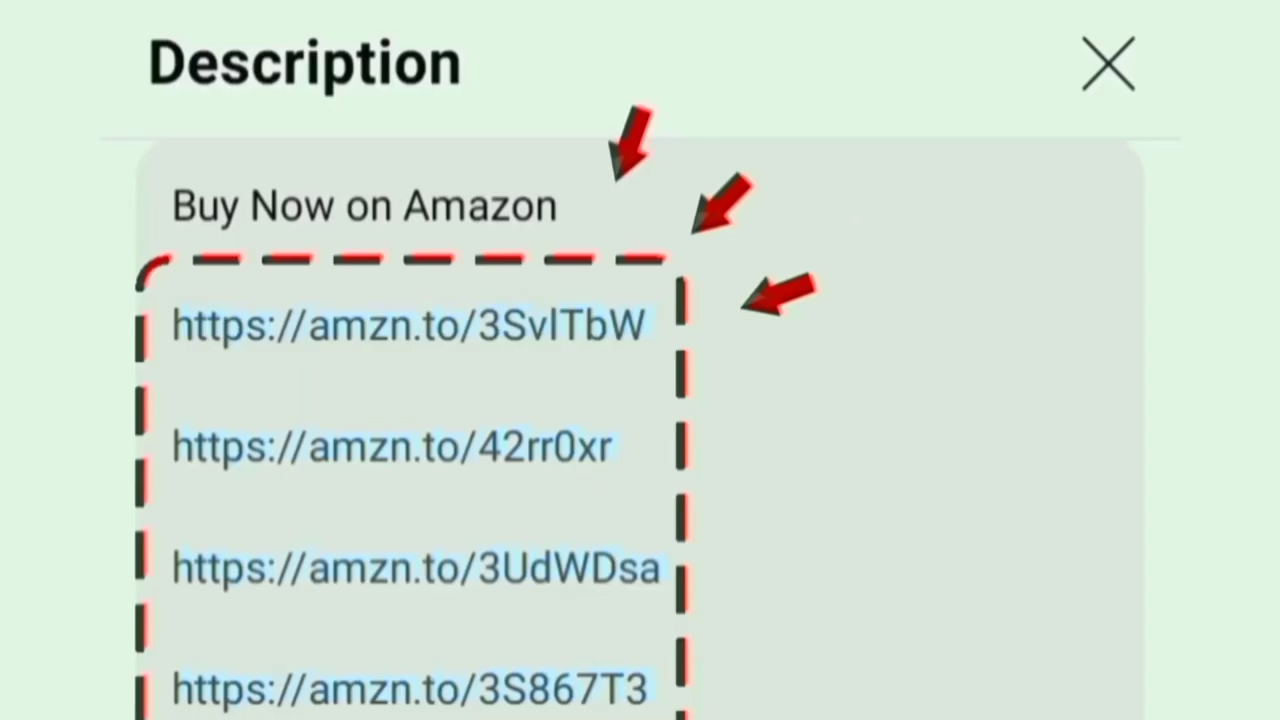 Description
Buy Now on Amazon
https://amzn.to/3SvlTbW
https://amzn.to/42rr0xr
https://amzn.to/3UdWDsa
https://amzn.to/3S867T3